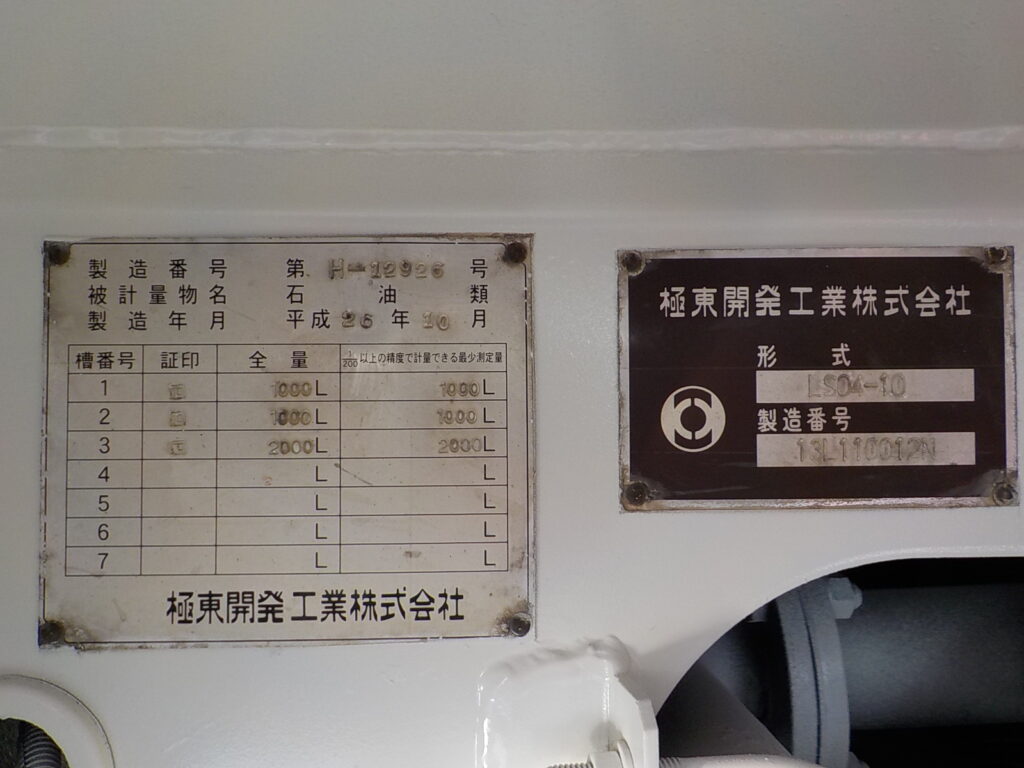 製造番号 第 H-12926 号
被計量物名 石油類
製造年月 平成 26 年 10 月
槽番号 証印 全量 1/200以上の精度で計量できる最少測定量
1 1000L 1000L
2 1000L 1000L
3 2000L 2000L
4 L L
5 L L
6 L L
7 L L
極東開発工業株式会社
極東開発工業株式会社
形式
LS04-10
製造番号
13L110012N